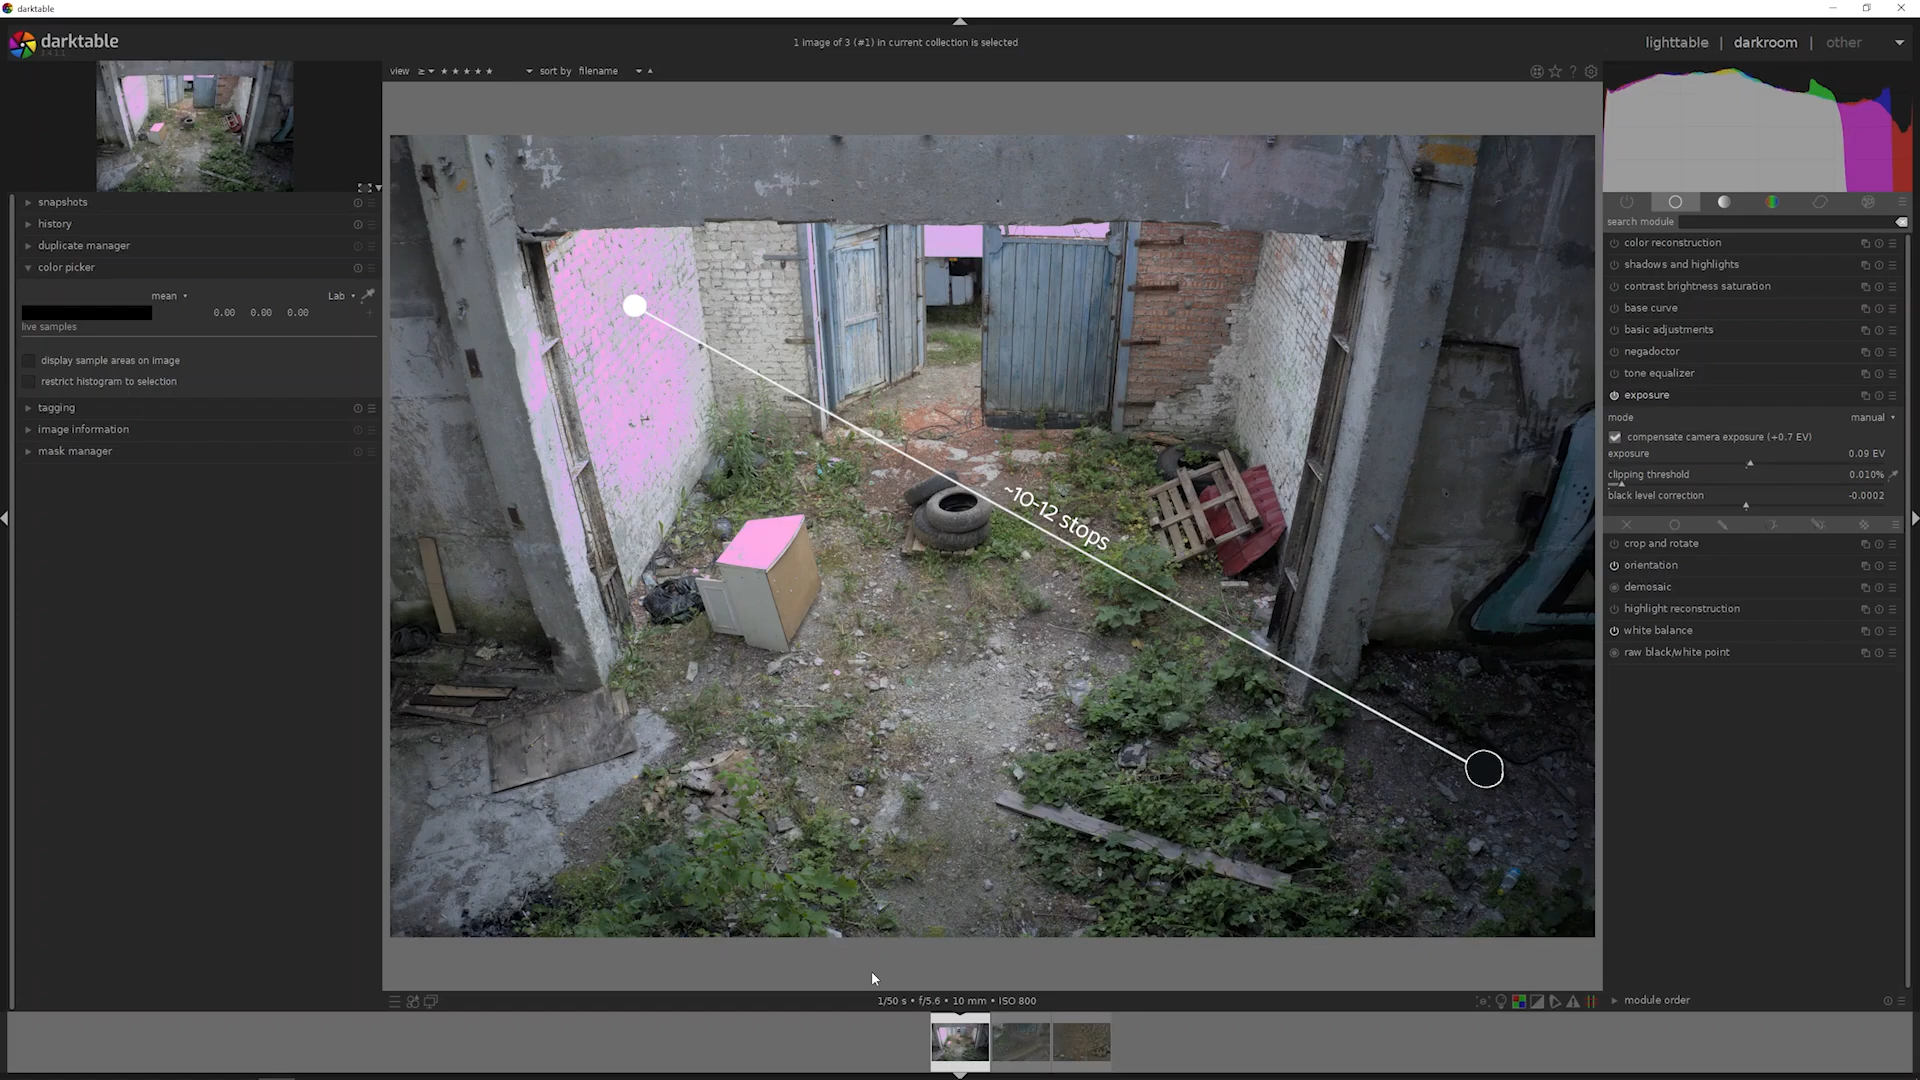 darktable
darktable
1 image of 3 (#1) in current collection is selected
lighttable | darkroom | other
view ≥ ★ ★ ★ ★ ★ sort by filename
snapshots
history
duplicate manager
color picker
mean Lab
0.00 0.00 0.00
live samples
display sample areas on image
restrict histogram to selection
tagging
image information
mask manager
~10-12 stops
search module
color reconstruction
shadows and highlights
contrast brightness saturation
base curve
basic adjustments
negadoctor
tone equalizer
exposure
mode manual
compensate camera exposure (+0.7 EV)
exposure 0.09 EV
clipping threshold 0.010%
black level correction -0.0002
crop and rotate
orientation
demosaic
highlight reconstruction
white balance
raw black/white point
1/50 s • f/5.6 • 10 mm • ISO 800
module order